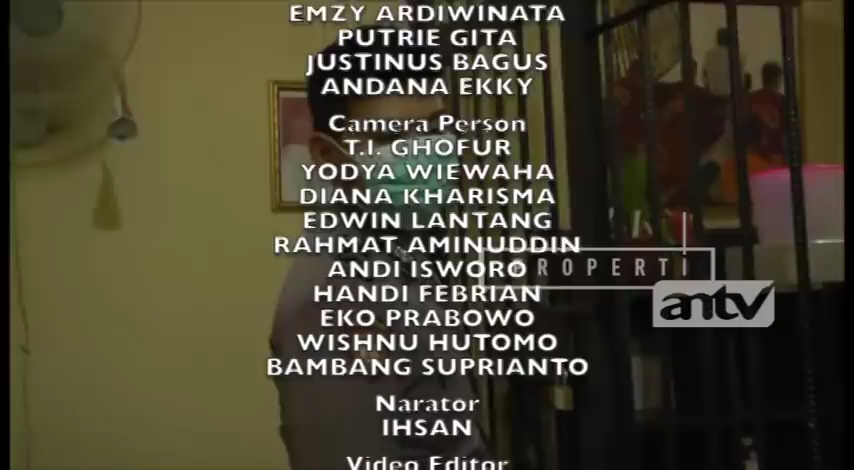 EMZY ARDIWINATA
PUTRIE GITA
JUSTINUS BAGUS
ANDANA EKKY
Camera Person
T.I. GHOFUR
YODYA WIEWAHA
DIANA KHARISMA
EDWIN LANTANG
RAHMAT AMINUDDIN
ANDI ISWORO
HANDI FEBRIAN
EKO PRABOWO
WISHNU HUTOMO
BAMBANG SUPRIANTO
Narator
IHSAN
Video Editor
PROPERTI
antv